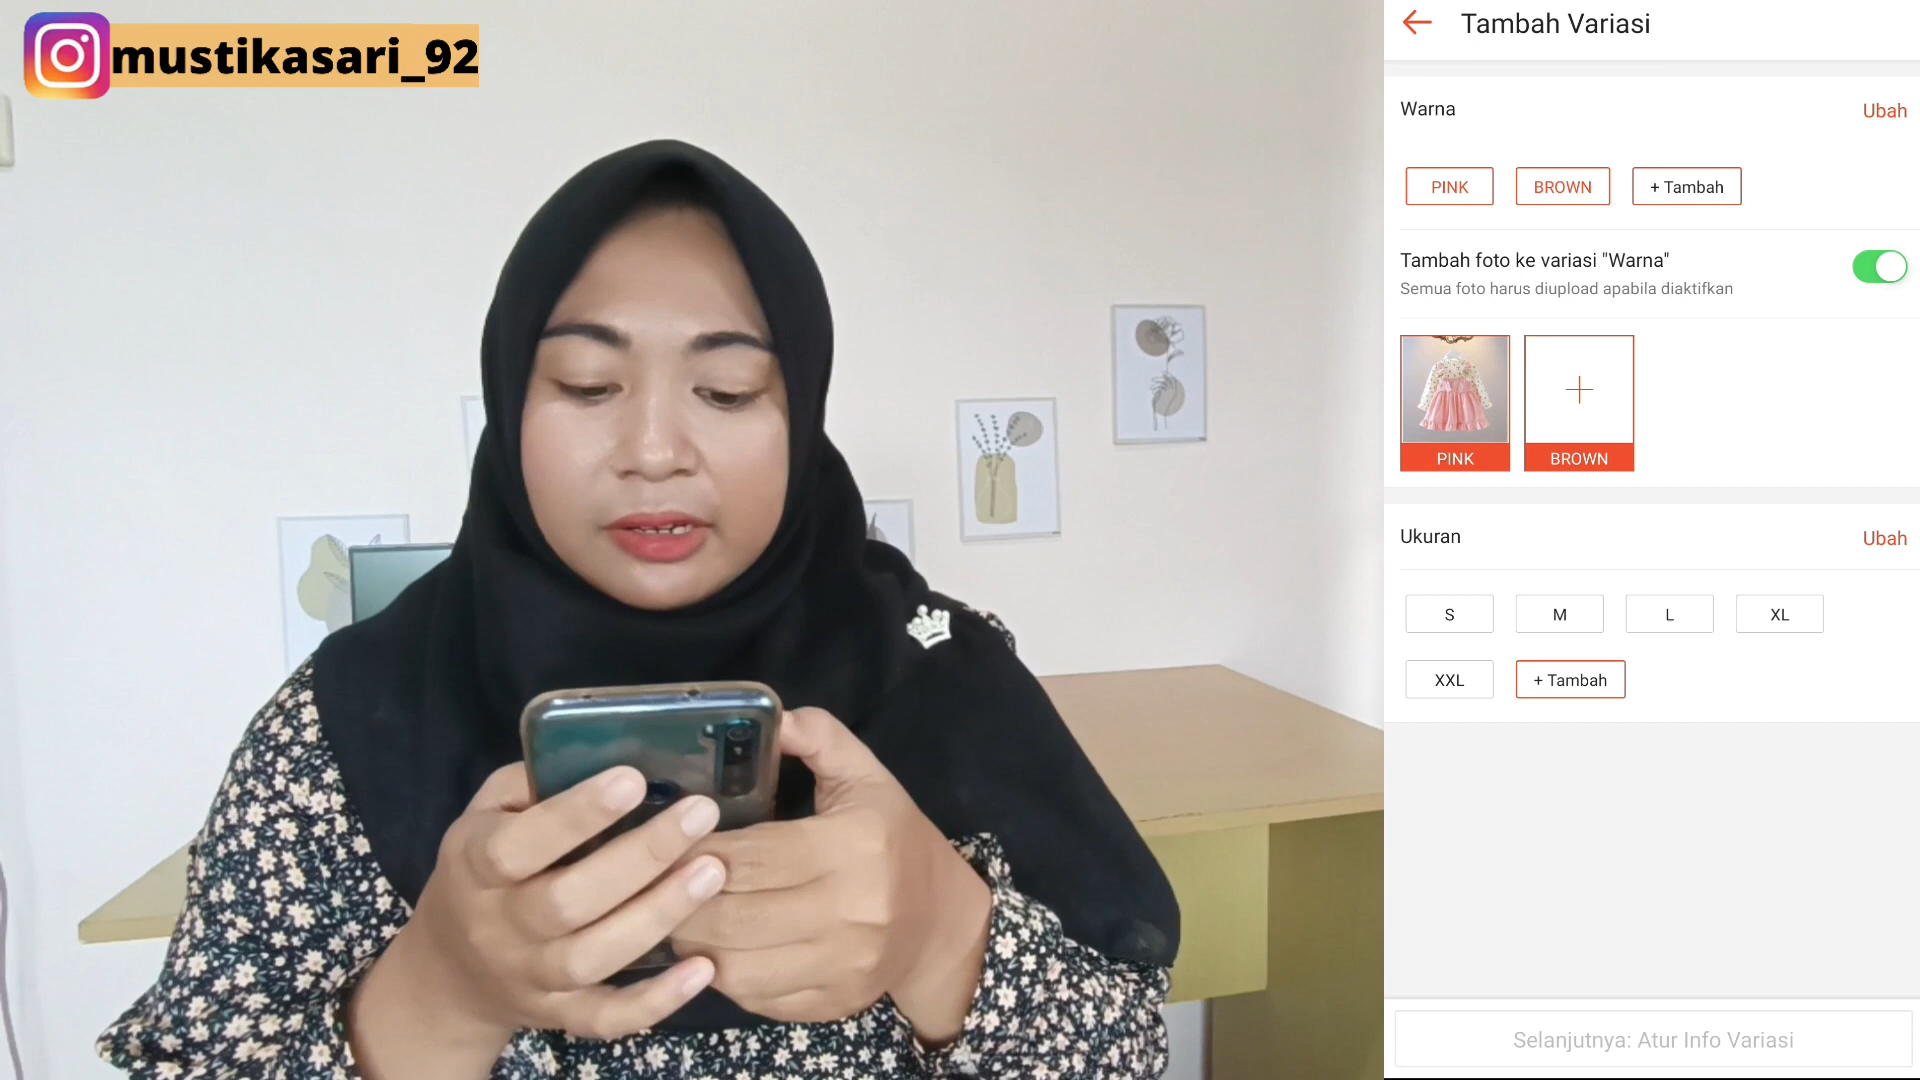 mustikasari_92
Tambah Variasi
Warna
Ubah
PINK
BROWN
+ Tambah
Tambah foto ke variasi "Warna"
Semua foto harus diupload apabila diaktifkan
PINK
BROWN
Ukuran
Ubah
S
M
L
XL
XXL
+ Tambah
Selanjutnya: Atur Info Variasi